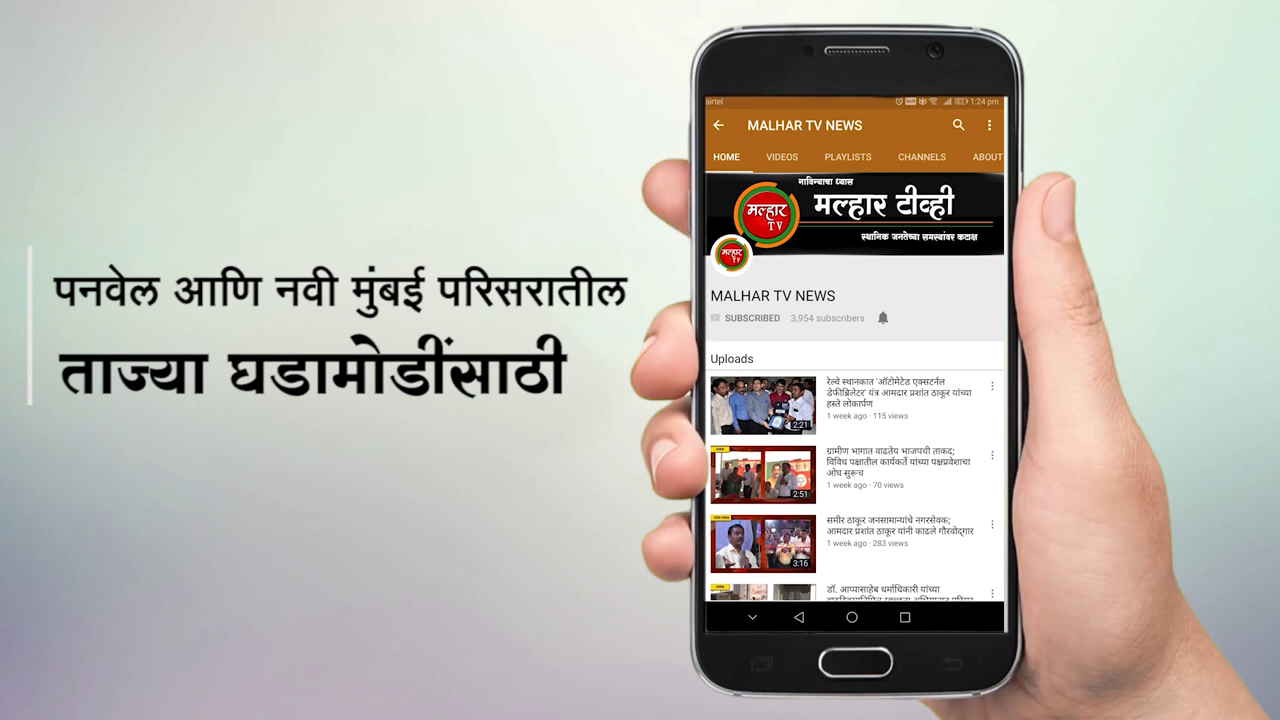 पनवेल आणि नवी मुंबई परिसरातील
ताज्या घडामोडींसाठी
airtel
1:24 pm
MALHAR TV NEWS
HOME VIDEOS PLAYLISTS CHANNELS ABOUT
नाविन्याचा ध्यास
मल्हार टीव्ही
मल्हार
TV
स्थानिक जनतेच्या समस्यांवर कटाक्ष
मल्हार
TV
MALHAR TV NEWS
SUBSCRIBED 3,954 subscribers
Uploads
रेल्वे स्थानकात 'ऑटोमेटेड एक्सटर्नल
डेफीब्रिलेटर' यंत्र आमदार प्रशांत ठाकूर यांच्या
हस्ते लोकार्पण
1 week ago · 115 views
2:21
ग्रामीण भागात वाढतेय भाजपची ताकद;
विविध पक्षातील कार्यकर्ते यांच्या पक्षप्रवेशाचा
ओघ सुरूच
1 week ago · 70 views
2:51
समीर ठाकूर जनसामान्यांचे नगरसेवक;
आमदार प्रशांत ठाकूर यांनी काढले गौरवोद्गार
1 week ago · 283 views
3:16
डॉ. आप्पासाहेब धर्माधिकारी यांच्या